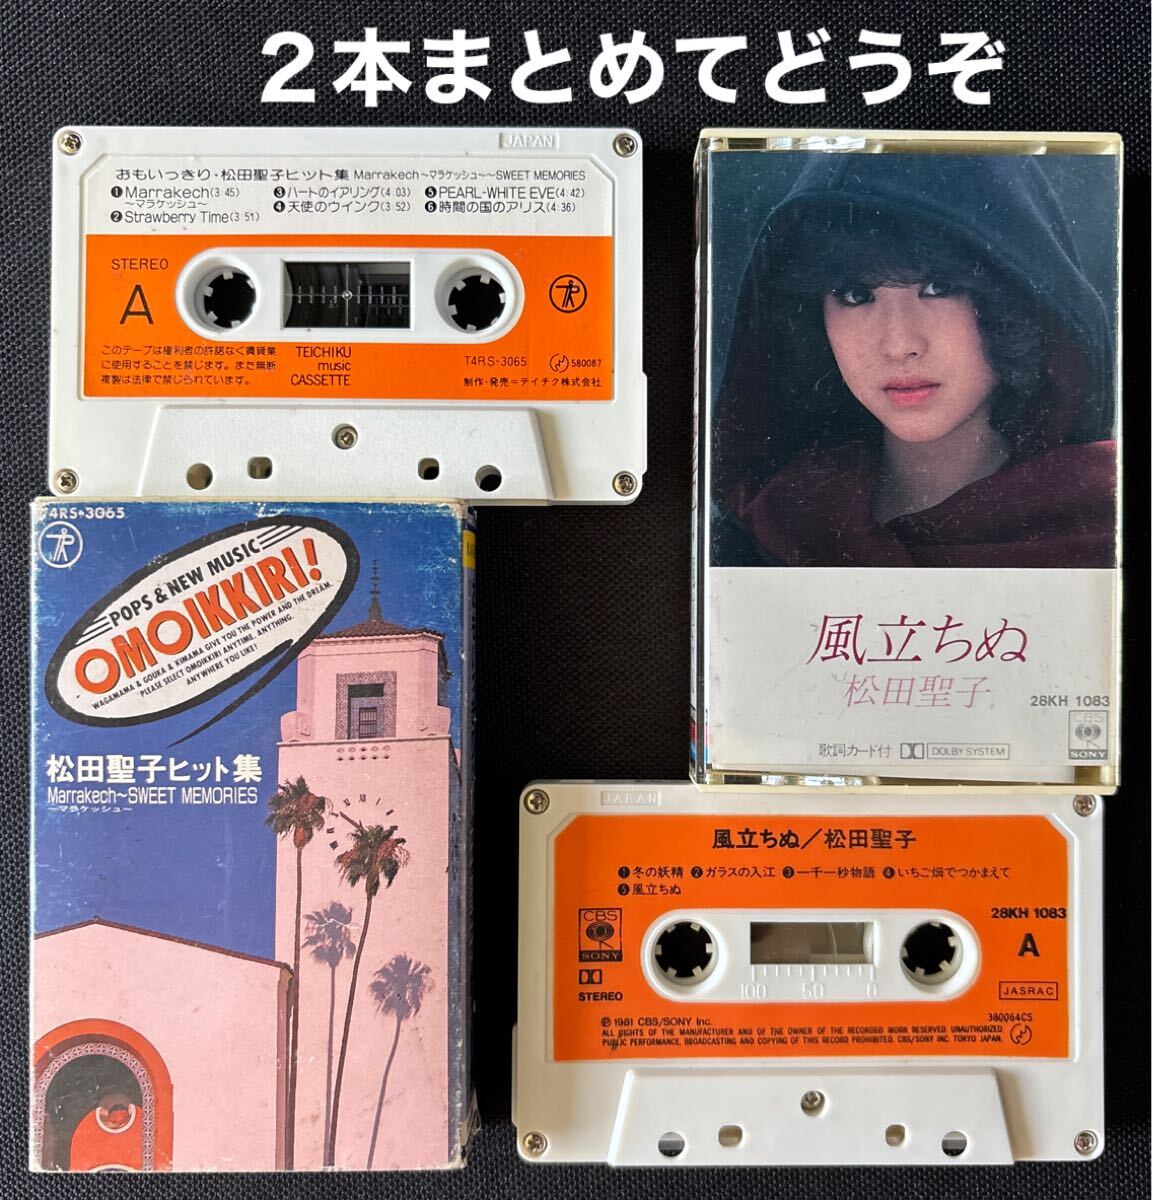 2本まとめてどうぞ
JAPAN
おもいっきり・松田聖子ヒット集 Marrakech〜マラケッシュ〜〜SWEET MEMORIES
❶Marrakech(3:45) ❸ハートのイアリング(4:03) ❺PEARL-WHITE EVE(4:42)
〜マラケッシュ〜 ❹天使のウインク(3:52) ❻時間の国のアリス(4:36)
❷Strawberry Time(3:51)
STEREO
A
このテープは権利者の許諾なく賃貸業
に使用することを禁じます。また無断
複製は法律で禁じられています。
TEICHIKU
music
CASSETTE
T4RS-3065
580087
制作・発売=テイチク株式会社
風立ちぬ
松田聖子
28KH 1083
CBS
SONY
歌詞カード付
DOLBY SYSTEM
T4RS-3065
POPS & NEW MUSIC
OMOIKKIRI!
WAGAMAMA & GOUKA & KIMAMA GIVE YOU THE POWER AND THE DREAM.
PLEASE SELECT OMOIKKIRI ANYTIME. ANYTHING.
ANYWHERE YOU LIKE!
松田聖子ヒット集
Marrakech〜SWEET MEMORIES
〜マラケッシュ〜
JAPAN
風立ちぬ/松田聖子
❶冬の妖精 ❷ガラスの入江 ❸一千一秒物語 ❹いちご畑でつかまえて
❺風立ちぬ
CBS
SONY
28KH 1083
A
STEREO
100 50 0
JASRAC
380064CS
℗1981 CBS/SONY Inc.
ALL RIGHTS OF THE MANUFACTURER AND OF THE OWNER OF THE RECORDED WORK RESERVED. UNAUTHORIZED
PUBLIC PERFORMANCE, BROADCASTING AND COPYING OF THIS RECORD PROHIBITED. CBS/SONY INC. TOKYO JAPAN.